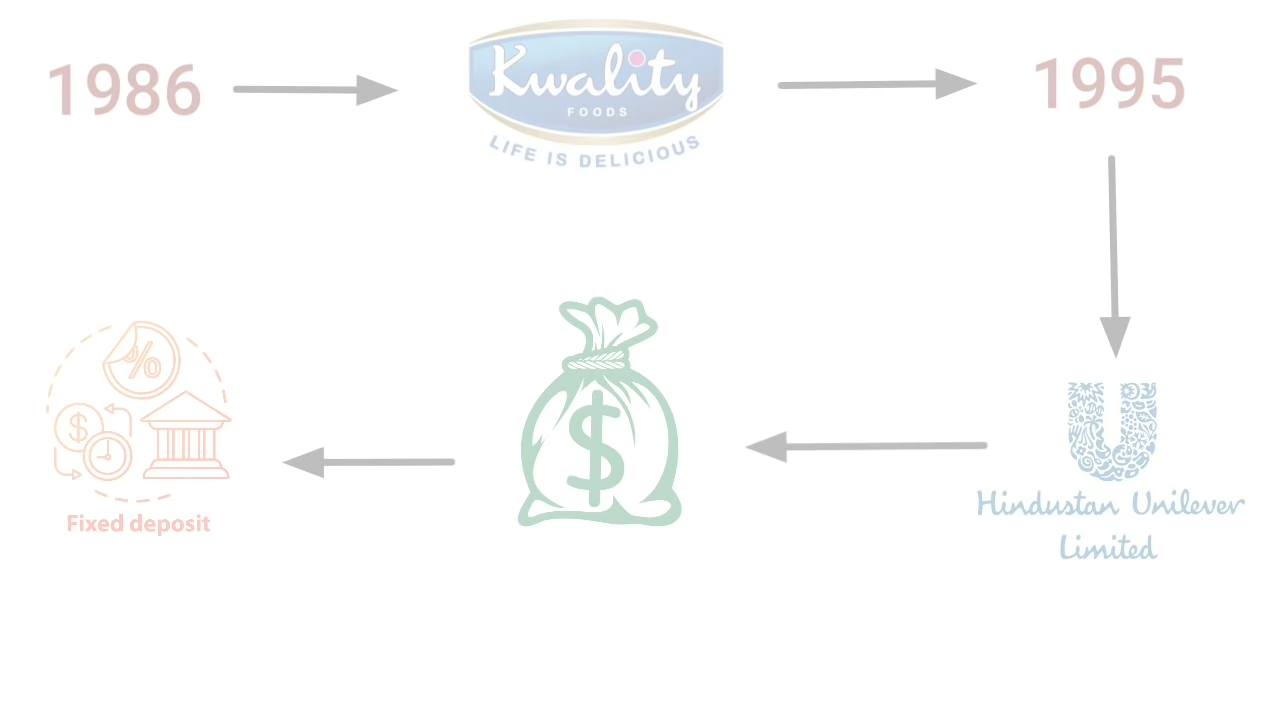 1986
Kwality
FOODS
LIFE IS DELICIOUS
1995
%
$
$
Fixed deposit
Hindustan Unilever
Limited